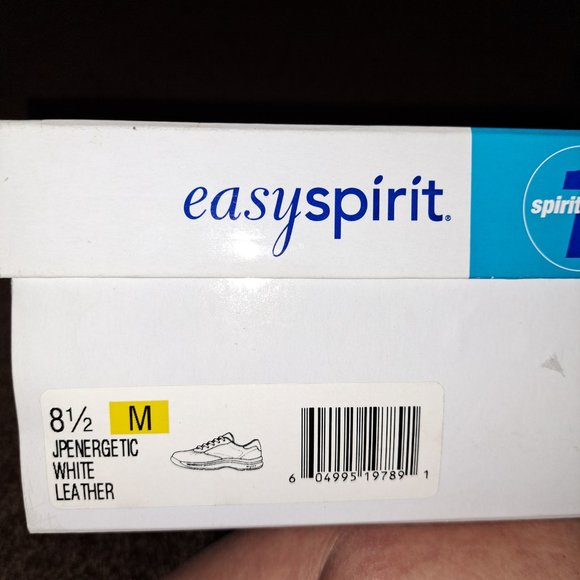 easyspirit®
spirit
8½ M
JPENERGETIC
WHITE
LEATHER
6 04995 19789 1